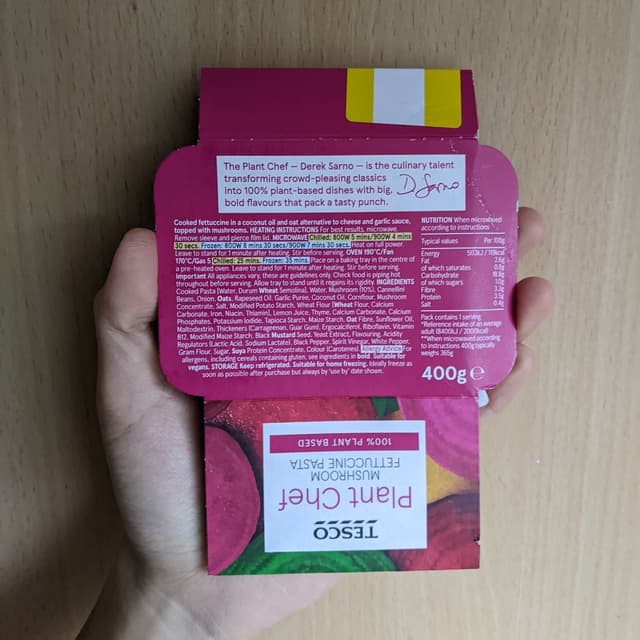 The Plant Chef – Derek Sarno – is the culinary talent
transforming crowd-pleasing classics
into 100% plant-based dishes with big,
bold flavours that pack a tasty punch.
D Sarno
Cooked fettuccine in a coconut oil and oat alternative to cheese and garlic sauce,
topped with mushrooms. HEATING INSTRUCTIONS For best results, microwave.
Remove sleeve and pierce film lid. MICROWAVE Chilled: 800W 5 mins/900W 4 mins
30 secs. Frozen: 800W 8 mins 30 secs/900W 7 mins 30 secs. Heat on full power.
Leave to stand for 1 minute after heating. Stir before serving. OVEN 190°C/Fan
170°C/Gas 5 Chilled: 25 mins. Frozen: 35 mins. Place on a baking tray in the centre of
a pre-heated oven. Leave to stand for 1 minute after heating. Stir before serving.
Important All appliances vary, these are guidelines only. Check food is piping hot
throughout before serving. Allow tray to stand until it regains its rigidity. INGREDIENTS
Cooked Pasta [Water, Durum Wheat Semolina], Water, Mushroom (10%), Cannellini
Beans, Onion, Oats, Rapeseed Oil, Garlic Purée, Coconut Oil, Cornflour, Mushroom
Concentrate, Salt, Modified Potato Starch, Wheat Flour [Wheat Flour, Calcium
Carbonate, Iron, Niacin, Thiamin], Lemon Juice, Thyme, Calcium Carbonate, Calcium
Phosphates, Potassium Iodide, Tapioca Starch, Maize Starch, Oat Fibre, Sunflower Oil,
Maltodextrin, Thickeners (Carrageenan, Guar Gum), Ergocalciferol, Riboflavin, Vitamin
B12, Modified Maize Starch, Black Mustard Seed, Yeast Extract, Flavouring, Acidity
Regulators (Lactic Acid, Sodium Lactate), Black Pepper, Spirit Vinegar, White Pepper,
Gram Flour, Sugar, Soya Protein Concentrate, Colour (Carotenes). Allergy Advice! For
allergens, including cereals containing gluten, see ingredients in bold. Suitable for
vegans. STORAGE Keep refrigerated. Suitable for home freezing. Ideally freeze as
soon as possible after purchase but always by 'use by' date shown.
NUTRITION When microwaved
according to instructions
Typical values Per 100g
Energy
Fat 2.6g
of which saturates 0.8g
Carbohydrate
of which sugars 1.0g
Fibre
Protein 3.5g
Salt 0.4g
Pack contains 1 serving
*Reference intake of an average
adult (8400kJ / 2000kcal)
**When microwaved according
to instructions 400g typically
weighs 365g
400g ℮
TESCO
Plant Chef
MUSHROOM
FETTUCCINE PASTA
100% PLANT BASED